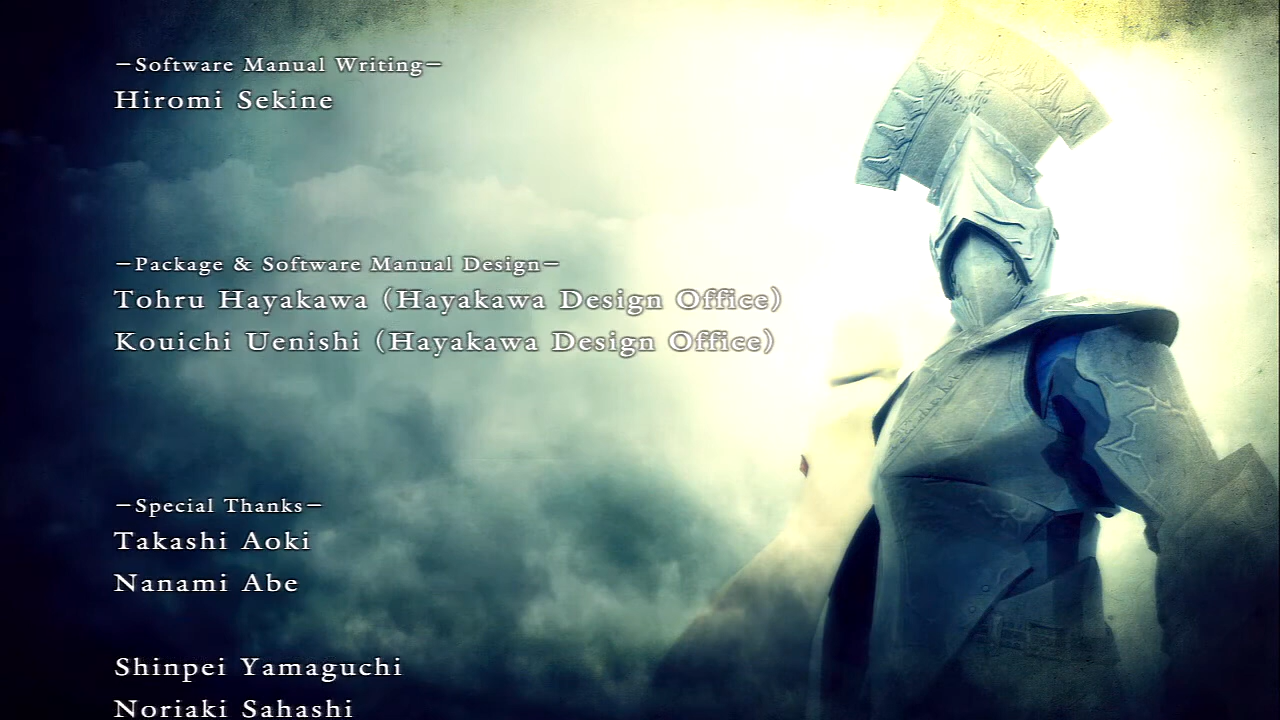 −Software Manual Writing−
Hiromi Sekine
−Package & Software Manual Design−
Tohru Hayakawa (Hayakawa Design Office)
Kouichi Uenishi (Hayakawa Design Office)
−Special Thanks−
Takashi Aoki
Nanami Abe
Shinpei Yamaguchi
Noriaki Sahashi